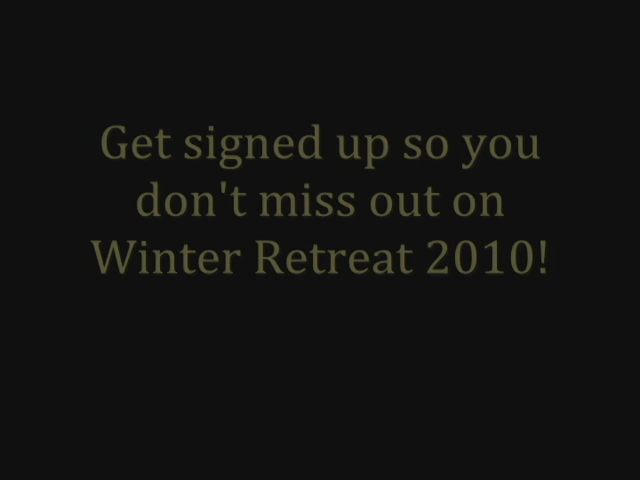 Get signed up so you
don't miss out on
Winter Retreat 2010!